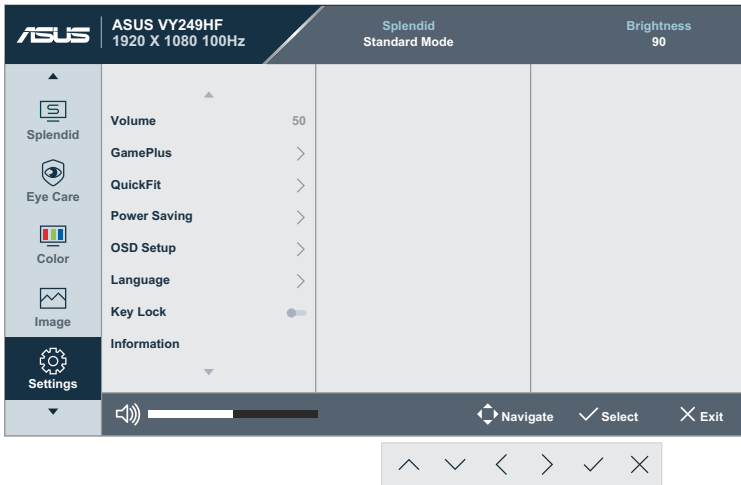 ASUS
ASUS VY249HF
1920 X 1080 100Hz
Splendid
Standard Mode
Brightness
90
Splendid
Eye Care
Color
Image
Settings
Volume 50
GamePlus
QuickFit
Power Saving
OSD Setup
Language
Key Lock
Information
Navigate Select Exit